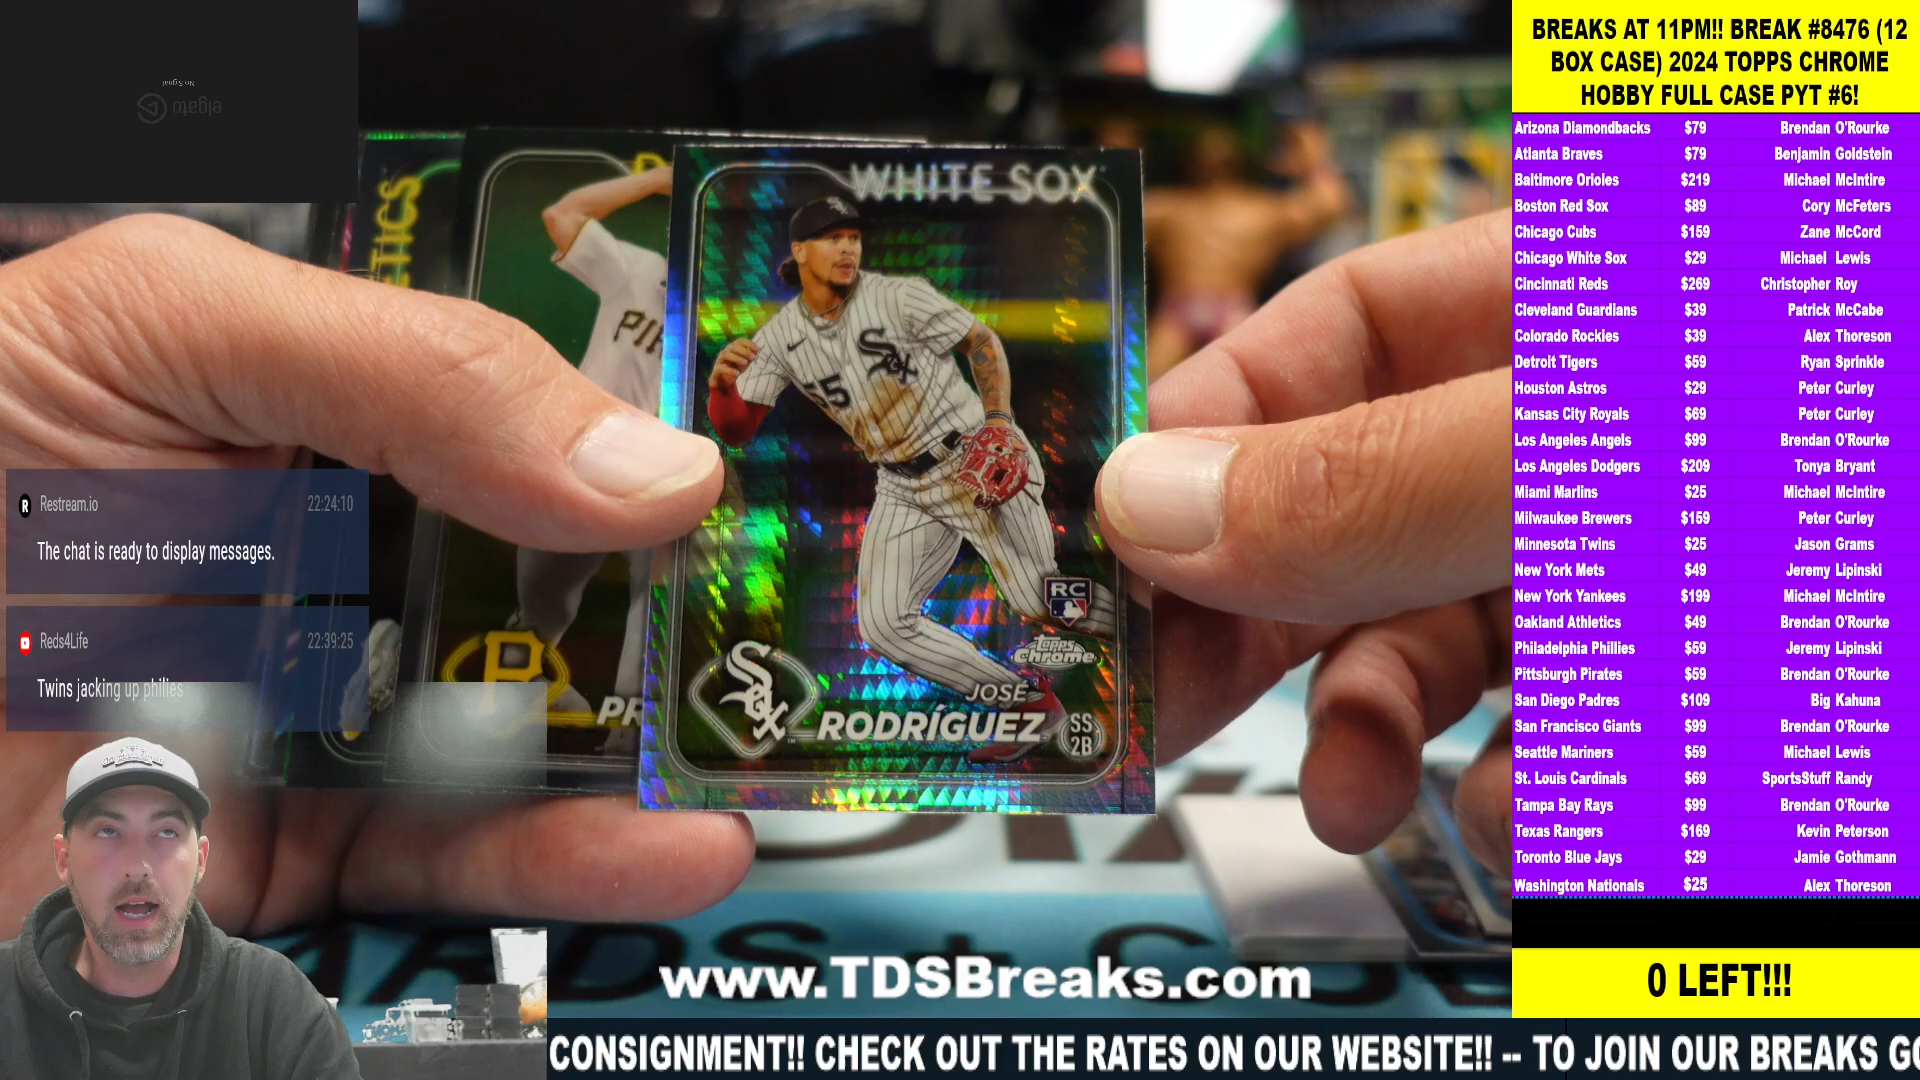 No Signal
elgato
Restream.io 22:24:10
The chat is ready to display messages.
Reds4Life 22:39:25
Twins jacking up philies
TICS
PI
P
PR
WHITE SOX
Sox
55
RC
Topps
Chrome
Sox
JOSÉ
RODRÍGUEZ
SS
2B
www.TDSBreaks.com
CONSIGNMENT!! CHECK OUT THE RATES ON OUR WEBSITE!! -- TO JOIN OUR BREAKS GO
BREAKS AT 11PM!! BREAK #8476 (12
BOX CASE) 2024 TOPPS CHROME
HOBBY FULL CASE PYT #6!
Arizona Diamondbacks $79 Brendan O'Rourke
Atlanta Braves $79 Benjamin Goldstein
Baltimore Orioles $219 Michael McIntire
Boston Red Sox $89 Cory McFeters
Chicago Cubs $159 Zane McCord
Chicago White Sox $29 Michael Lewis
Cincinnati Reds $269 Christopher Roy
Cleveland Guardians $39 Patrick McCabe
Colorado Rockies $39 Alex Thoreson
Detroit Tigers $59 Ryan Sprinkle
Houston Astros $29 Peter Curley
Kansas City Royals $69 Peter Curley
Los Angeles Angels $99 Brendan O'Rourke
Los Angeles Dodgers $209 Tonya Bryant
Miami Marlins $25 Michael McIntire
Milwaukee Brewers $159 Peter Curley
Minnesota Twins $25 Jason Grams
New York Mets $49 Jeremy Lipinski
New York Yankees $199 Michael McIntire
Oakland Athletics $49 Brendan O'Rourke
Philadelphia Phillies $59 Jeremy Lipinski
Pittsburgh Pirates $59 Brendan O'Rourke
San Diego Padres $109 Big Kahuna
San Francisco Giants $99 Brendan O'Rourke
Seattle Mariners $59 Michael Lewis
St. Louis Cardinals $69 SportsStuff Randy
Tampa Bay Rays $99 Brendan O'Rourke
Texas Rangers $169 Kevin Peterson
Toronto Blue Jays $29 Jamie Gothmann
Washington Nationals $25 Alex Thoreson
0 LEFT!!!